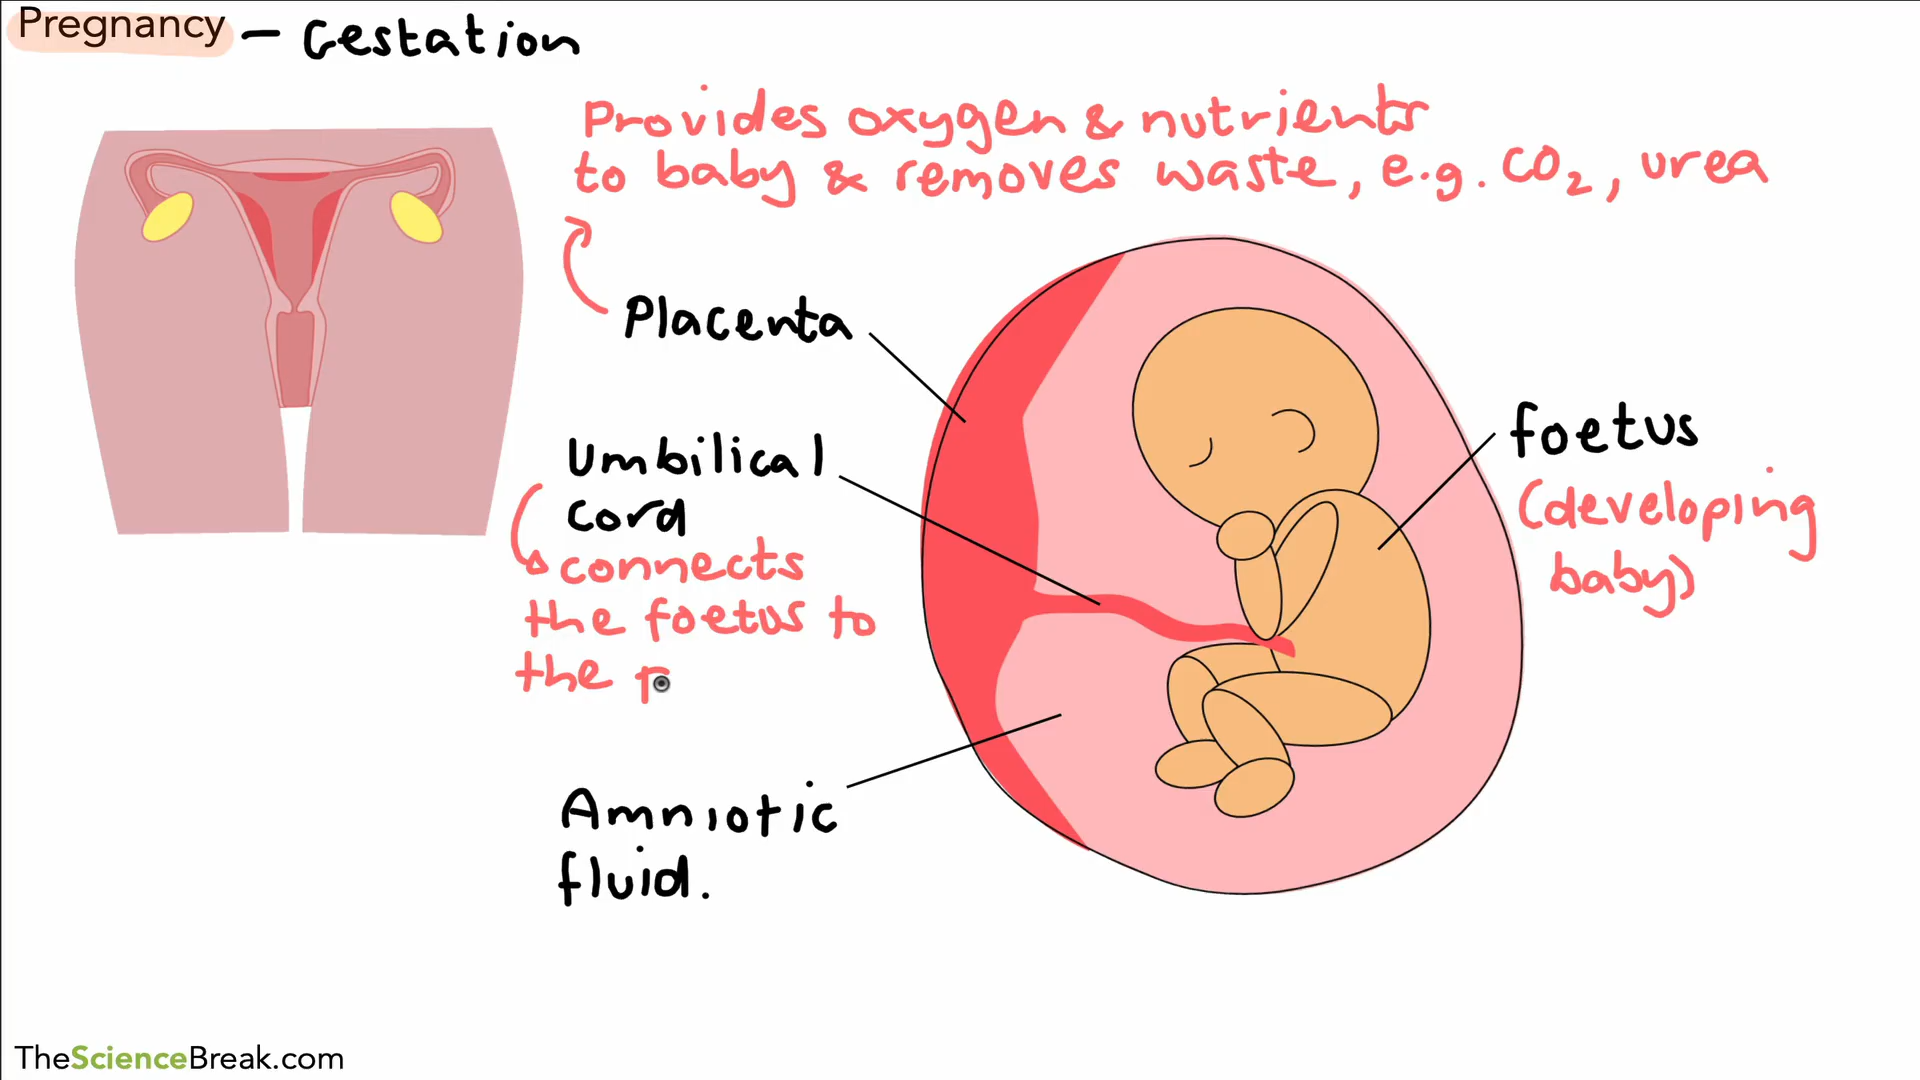 Pregnancy – Gestation
Provides oxygen & nutrients
to baby & removes waste, e.g. CO₂, urea
Placenta
Umbilical
cord
connects
the foetus to
the p
foetus
(developing
baby)
Amniotic
fluid.
TheScienceBreak.com